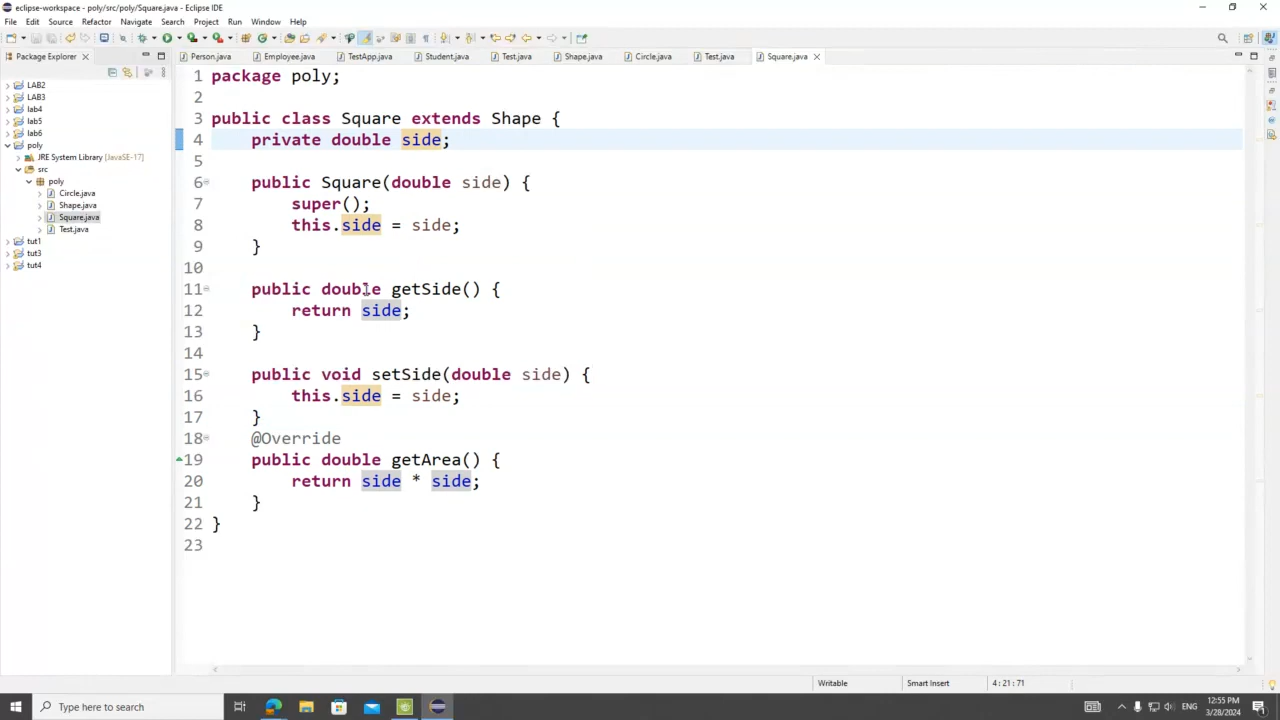 eclipse-workspace - poly/src/poly/Square.java - Eclipse IDE
File Edit Source Refactor Navigate Search Project Run Window Help
Package Explorer
Person.java Employee.java TestApp.java Student.java Test.java Shape.java Circle.java Test.java Square.java
LAB2
LAB3
lab4
lab5
lab6
poly
JRE System Library [JavaSE-17]
src
poly
Circle.java
Shape.java
Square.java
Test.java
tut1
tut3
tut4
1 package poly;
2
3 public class Square extends Shape {
4 private double side;
5
6 public Square(double side) {
7 super();
8 this.side = side;
9 }
10
11 public double getSide() {
12 return side;
13 }
14
15 public void setSide(double side) {
16 this.side = side;
17 }
18 @Override
19 public double getArea() {
20 return side * side;
21 }
22 }
23
Writable Smart Insert 4 : 21 : 71
Type here to search
ENG
12:55 PM
3/28/2024